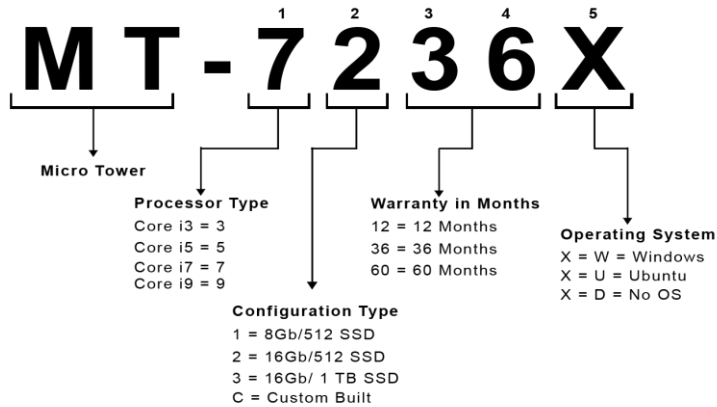 1 2 3 4 5
MT-7236X
Micro Tower
Processor Type
Core i3 = 3
Core i5 = 5
Core i7 = 7
Core i9 = 9
Configuration Type
1 = 8Gb/512 SSD
2 = 16Gb/512 SSD
3 = 16Gb/ 1 TB SSD
C = Custom Built
Warranty in Months
12 = 12 Months
36 = 36 Months
60 = 60 Months
Operating System
X = W = Windows
X = U = Ubuntu
X = D = No OS